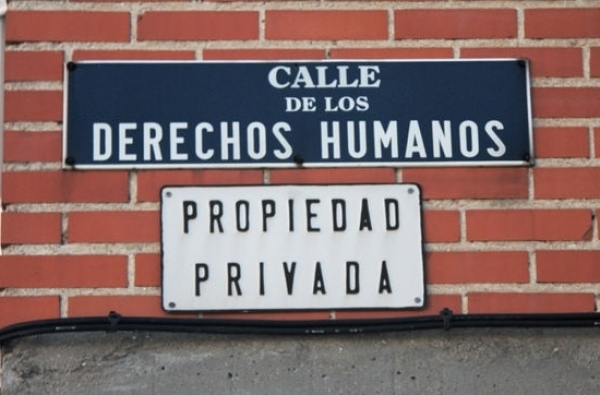 CALLE
DE LOS
DERECHOS HUMANOS
PROPIEDAD
PRIVADA